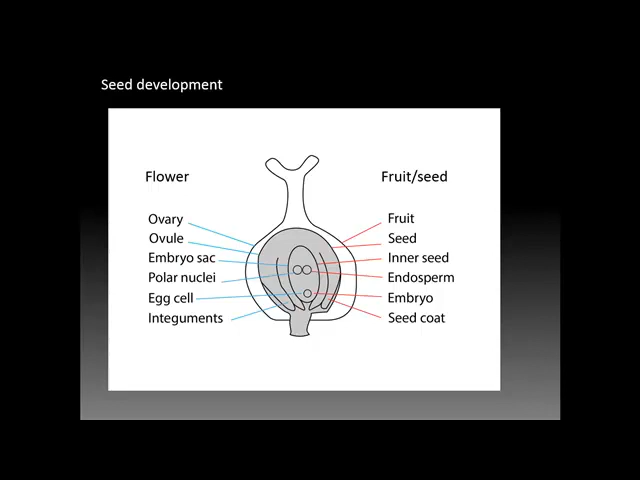 Seed development
Flower
Fruit/seed
Ovary
Fruit
Ovule
Seed
Embryo sac
Inner seed
Polar nuclei
Endosperm
Egg cell
Embryo
Integuments
Seed coat